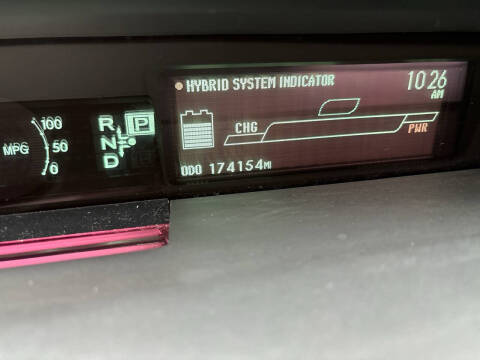 HYBRID SYSTEM INDICATOR
10:26
AM
100
50
0
MPG
R
N
D
P
CHG
PWR
ODO 174154MI